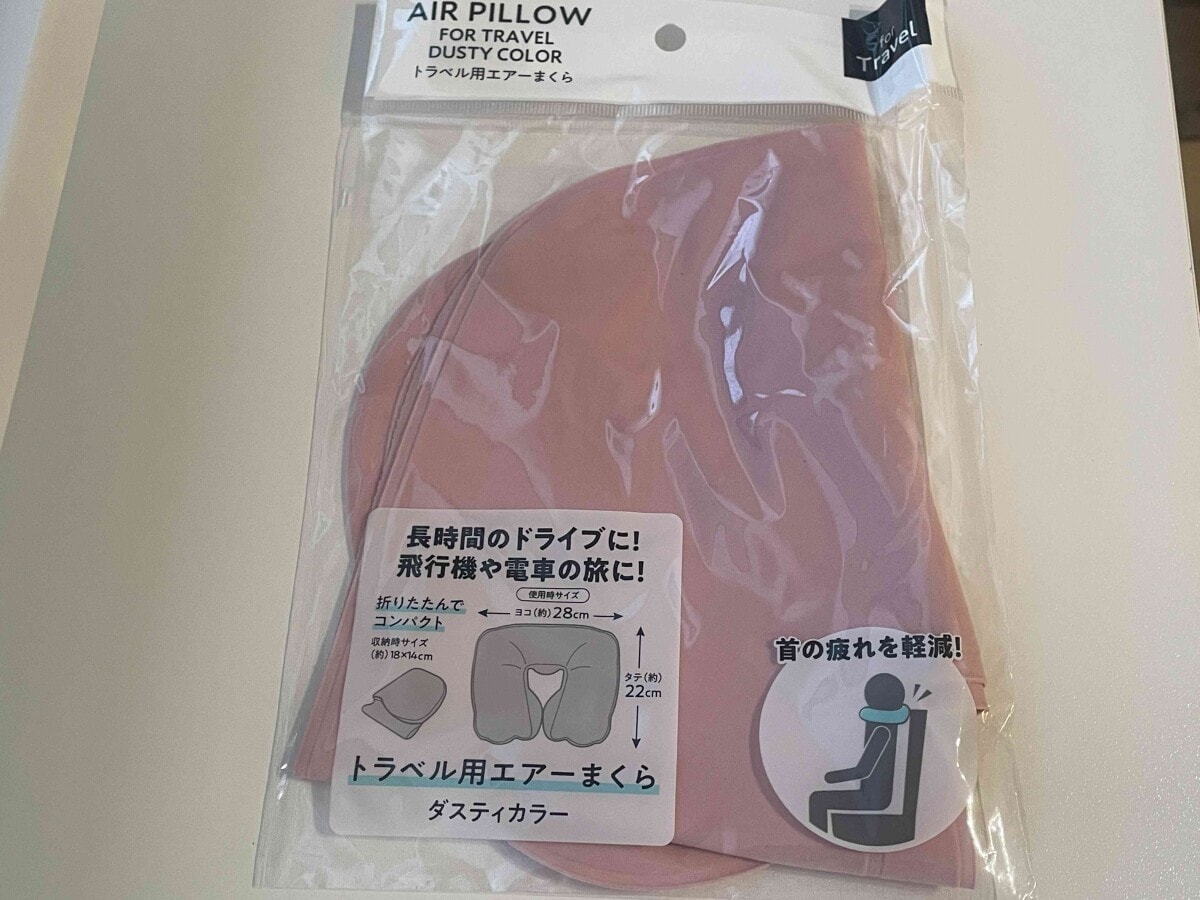 AIR PILLOW
FOR TRAVEL
DUSTY COLOR
トラベル用エアーまくら
for
Travel
長時間のドライブに!
飛行機や電車の旅に!
使用時サイズ
折りたたんで
コンパクト
収納時サイズ
(約)18×14cm
ヨコ(約)28cm
タテ(約)
22cm
トラベル用エアーまくら
ダスティカラー
首の疲れを軽減!